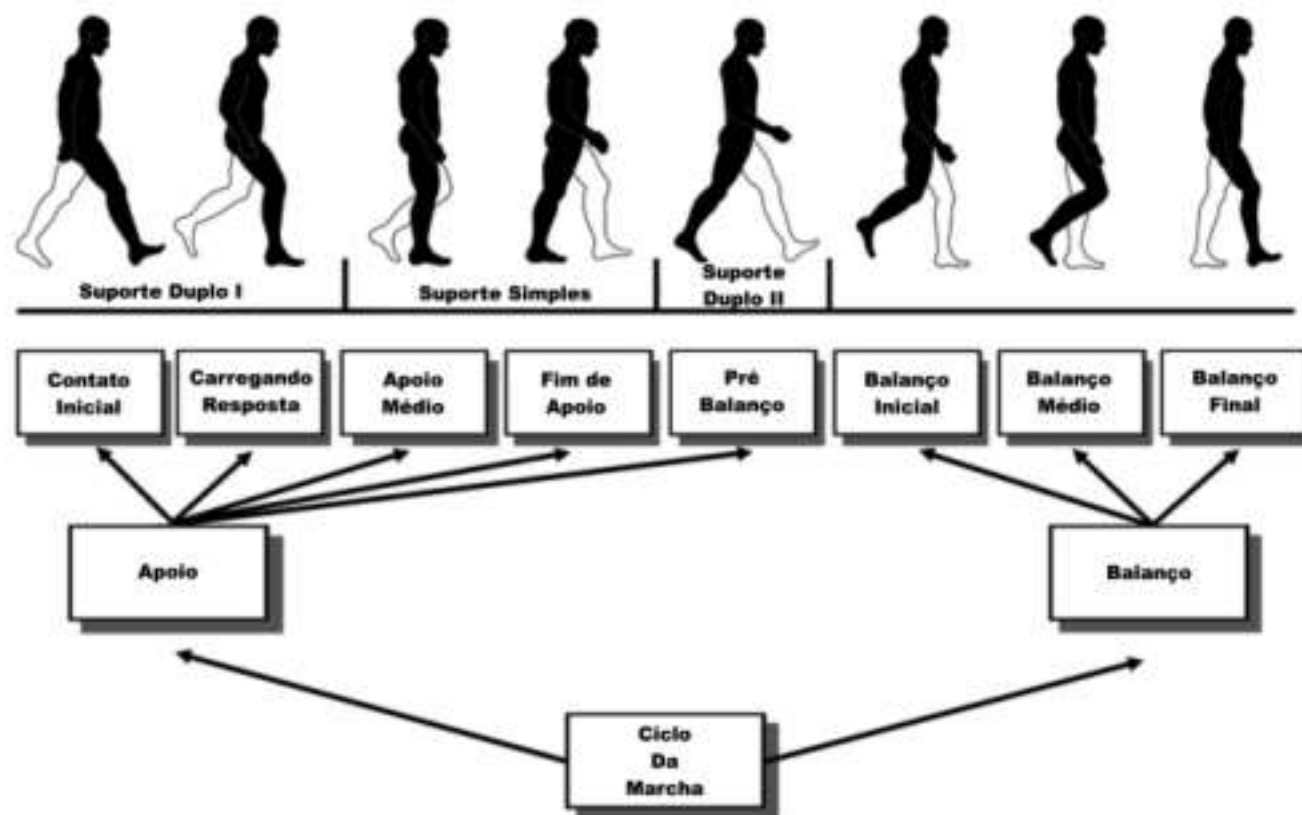 Suporte Duplo I
Suporte Simples
Suporte
Duplo II
Contato
Inicial
Carregando
Resposta
Apoio
Médio
Fim de
Apoio
Pré
Balanço
Balanço
Inicial
Balanço
Médio
Balanço
Final
Apoio
Balanço
Ciclo
Da
Marcha